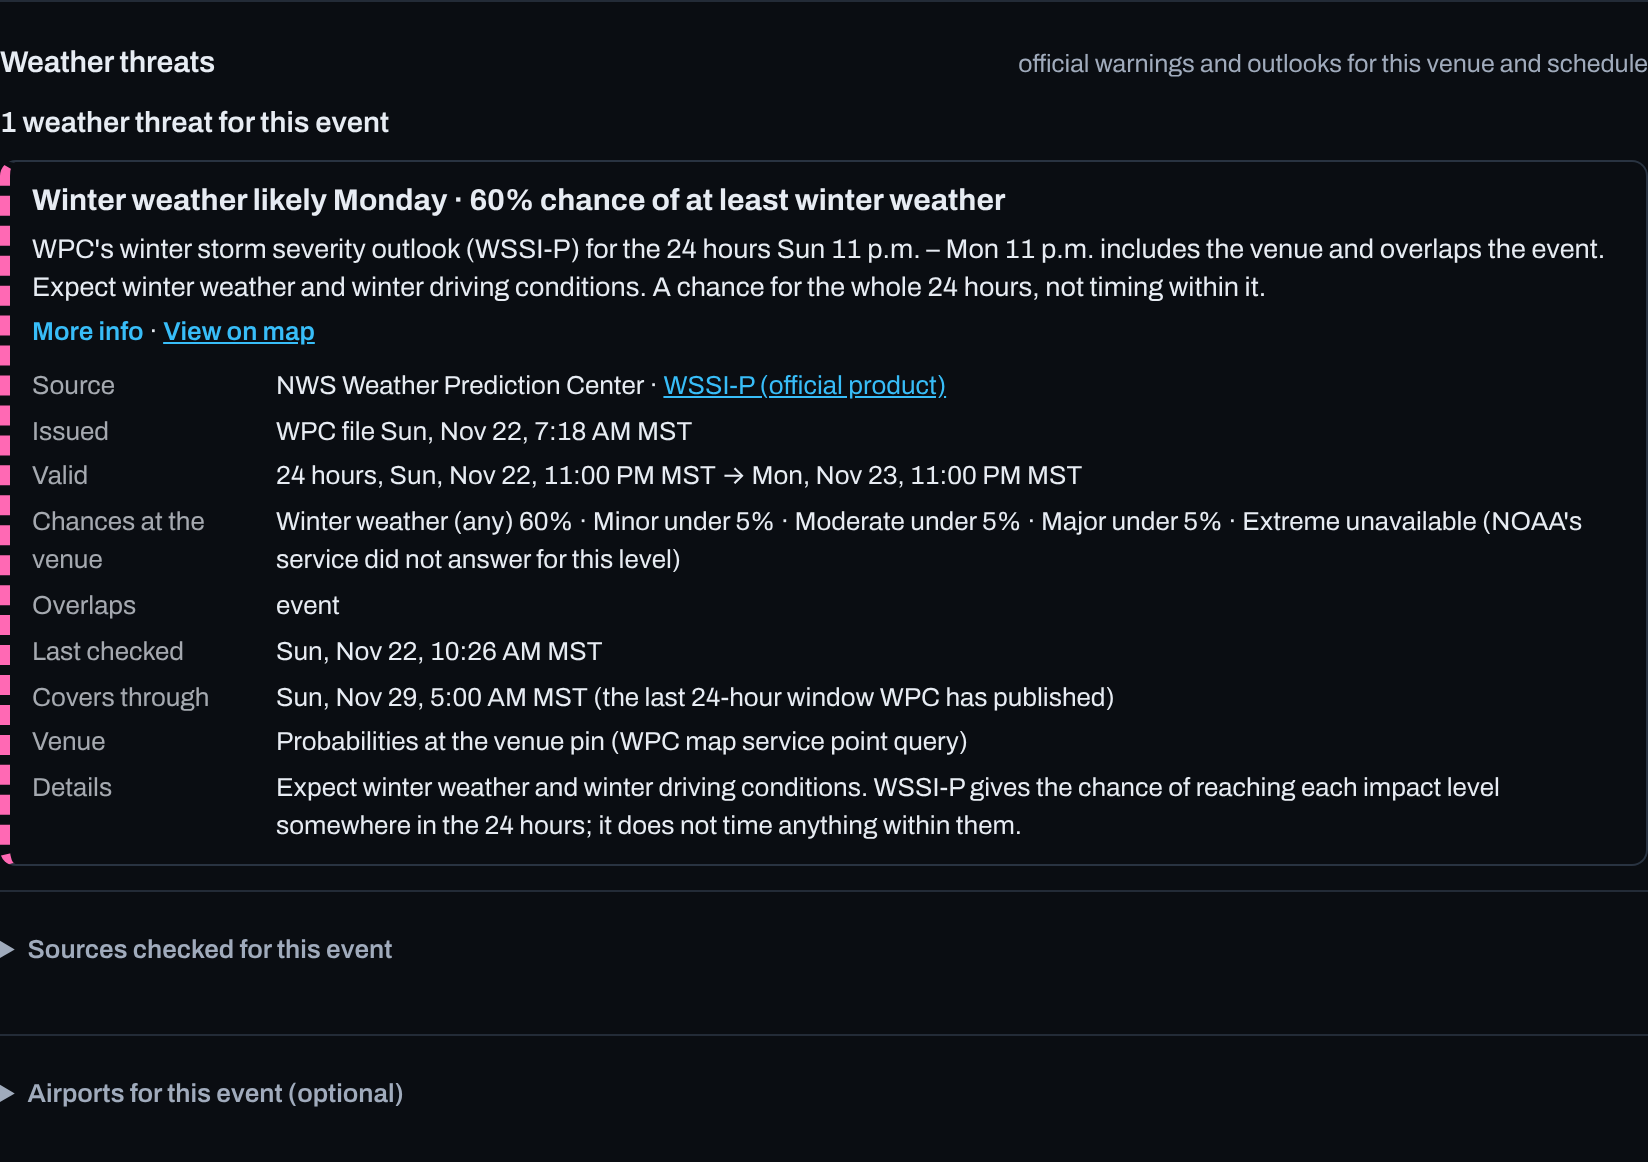 Weather threats
official warnings and outlooks for this venue and schedule
1 weather threat for this event
Winter weather likely Monday · 60% chance of at least winter weather
WPC's winter storm severity outlook (WSSI-P) for the 24 hours Sun 11 p.m. – Mon 11 p.m. includes the venue and overlaps the event.
Expect winter weather and winter driving conditions. A chance for the whole 24 hours, not timing within it.
More info · View on map
Source NWS Weather Prediction Center · WSSI-P (official product)
Issued WPC file Sun, Nov 22, 7:18 AM MST
Valid 24 hours, Sun, Nov 22, 11:00 PM MST → Mon, Nov 23, 11:00 PM MST
Chances at the venue Winter weather (any) 60% · Minor under 5% · Moderate under 5% · Major under 5% · Extreme unavailable (NOAA's
service did not answer for this level)
Overlaps event
Last checked Sun, Nov 22, 10:26 AM MST
Covers through Sun, Nov 29, 5:00 AM MST (the last 24-hour window WPC has published)
Venue Probabilities at the venue pin (WPC map service point query)
Details Expect winter weather and winter driving conditions. WSSI-P gives the chance of reaching each impact level
somewhere in the 24 hours; it does not time anything within them.
Sources checked for this event
Airports for this event (optional)